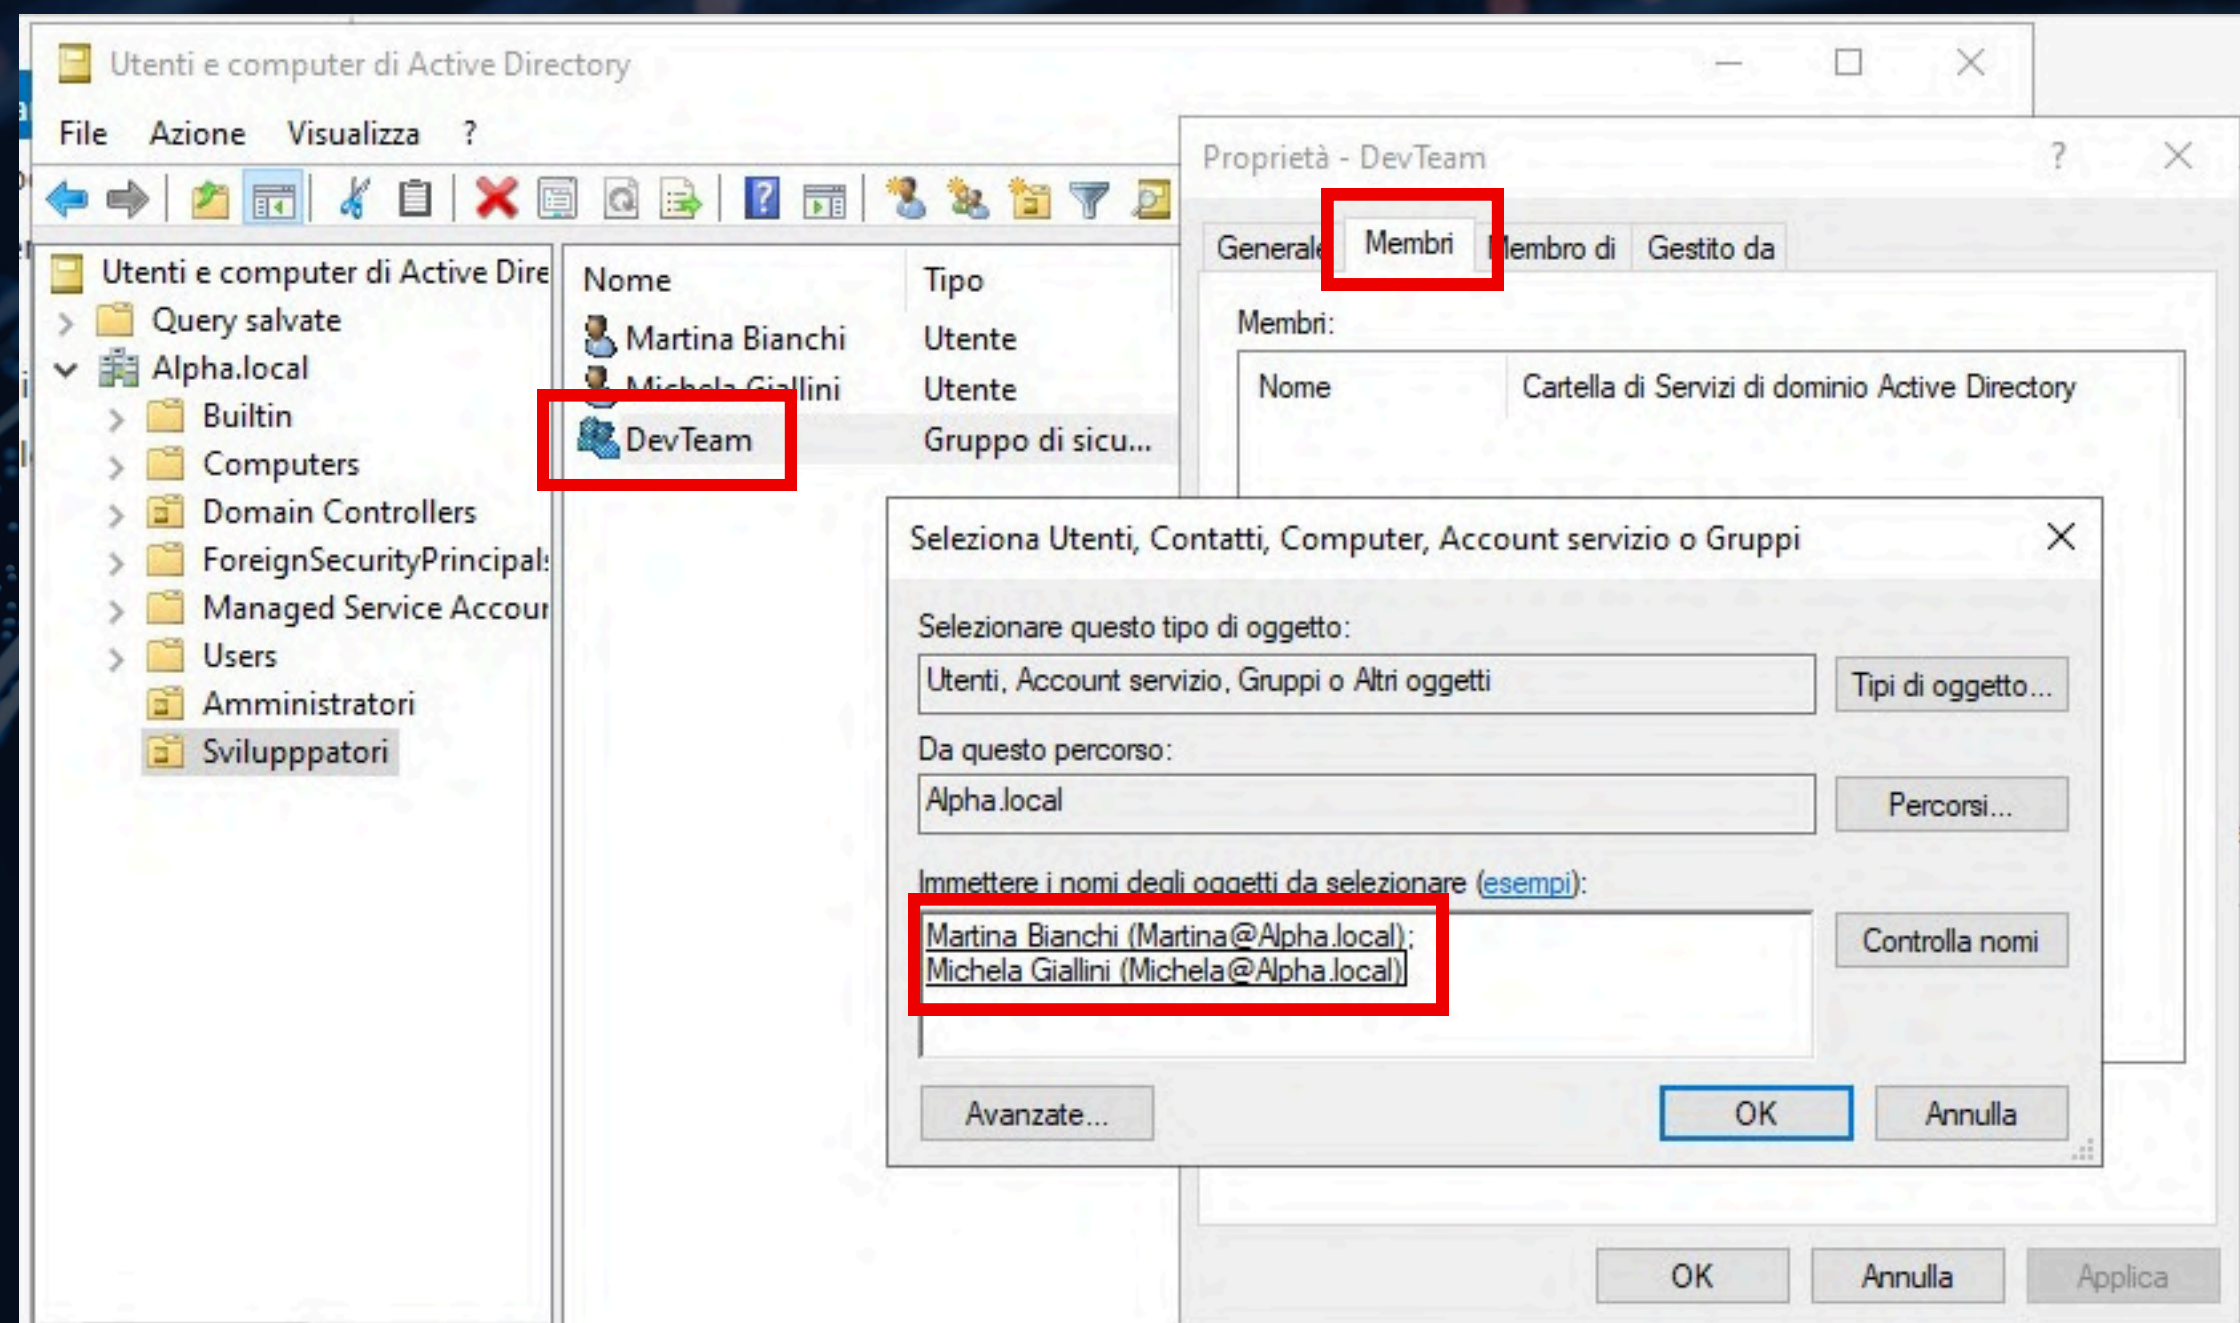 Utenti e computer di Active Directory
File Azione Visualizza ?
Utenti e computer di Active Dire
Query salvate
Alpha.local
Builtin
Computers
Domain Controllers
ForeignSecurityPrincipal
Managed Service Accour
Users
Amministratori
Svilupppatori
Nome Tipo
Martina Bianchi Utente
Michela Giallini Utente
DevTeam Gruppo di sicu...
Proprietà - DevTeam ?
Generale Membri Membro di Gestito da
Membri:
Nome Cartella di Servizi di dominio Active Directory
Seleziona Utenti, Contatti, Computer, Account servizio o Gruppi
Selezionare questo tipo di oggetto:
Utenti, Account servizio, Gruppi o Altri oggetti Tipi di oggetto...
Da questo percorso:
Alpha.local Percorsi...
Immettere i nomi degli oggetti da selezionare (esempi):
Martina Bianchi (Martina@Alpha.local);
Michela Giallini (Michela@Alpha.local)
Controlla nomi
Avanzate... OK Annulla
OK Annulla Applica